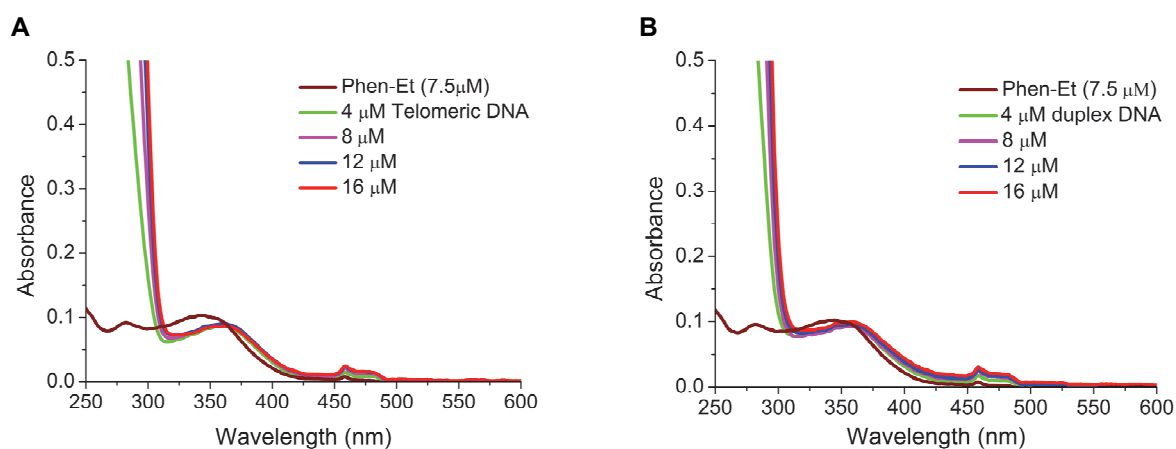 A
0.5
0.4
0.3
0.2
0.1
0.0
Absorbance
250 300 350 400 450 500 550 600
Wavelength (nm)
Phen-Et (7.5μM)
4 μM Telomeric DNA
8 μM
12 μM
16 μM
B
0.5
0.4
0.3
0.2
0.1
0.0
Absorbance
250 300 350 400 450 500 550 600
Wavelength (nm)
Phen-Et (7.5 μM)
4 μM duplex DNA
8 μM
12 μM
16 μM